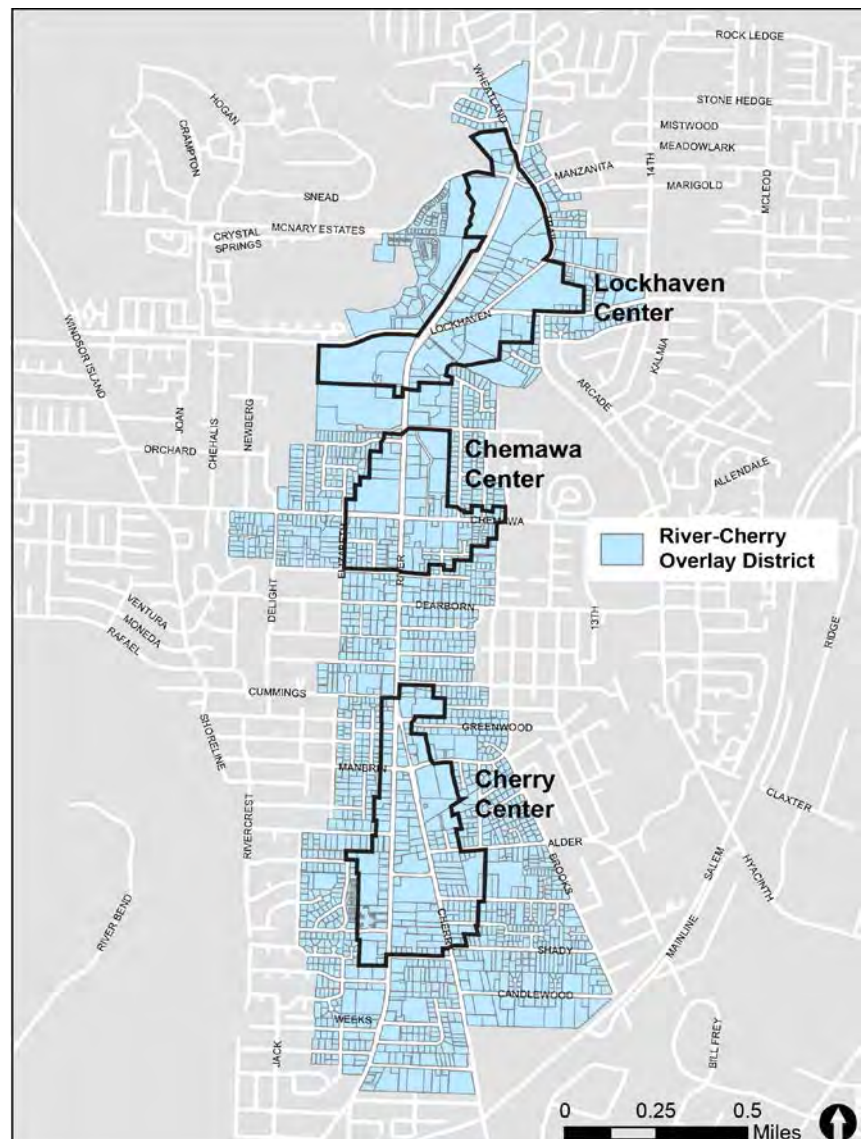 ROCK LEDGE
WHEATLAND
HOGAN
STONE HEDGE
CRAMPTON
MISTWOOD
MEADOWLARK
14TH
MANZANITA
MARIGOLD
MCLEOD
SNEAD
TRAIL
CRYSTAL
SPRINGS
MCNARY ESTATES
Lockhaven
Center
WINDSOR ISLAND
LOCKHAVEN
KALMIA
ARCADE
JOAN
CHEHALIS
NEWBERG
ORCHARD
Chemawa
Center
ALLENDALE
CHEMAWA
River-Cherry
Overlay District
ELIZABETH
RIVER
DELIGHT
DEARBORN
VENTURA
MONEDA
RAFAEL
13TH
RIDGE
CUMMINGS
GREENWOOD
SHORELINE
MANBRIN
Cherry
Center
CLAXTER
RIVERCREST
ALDER
BROOKS
SALEM
HYACINTH
RIVER BEND
CHERRY
MAINLINE
SHADY
CANDLEWOOD
WEEKS
JACK
BILL FREY
0 0.25 0.5
Miles